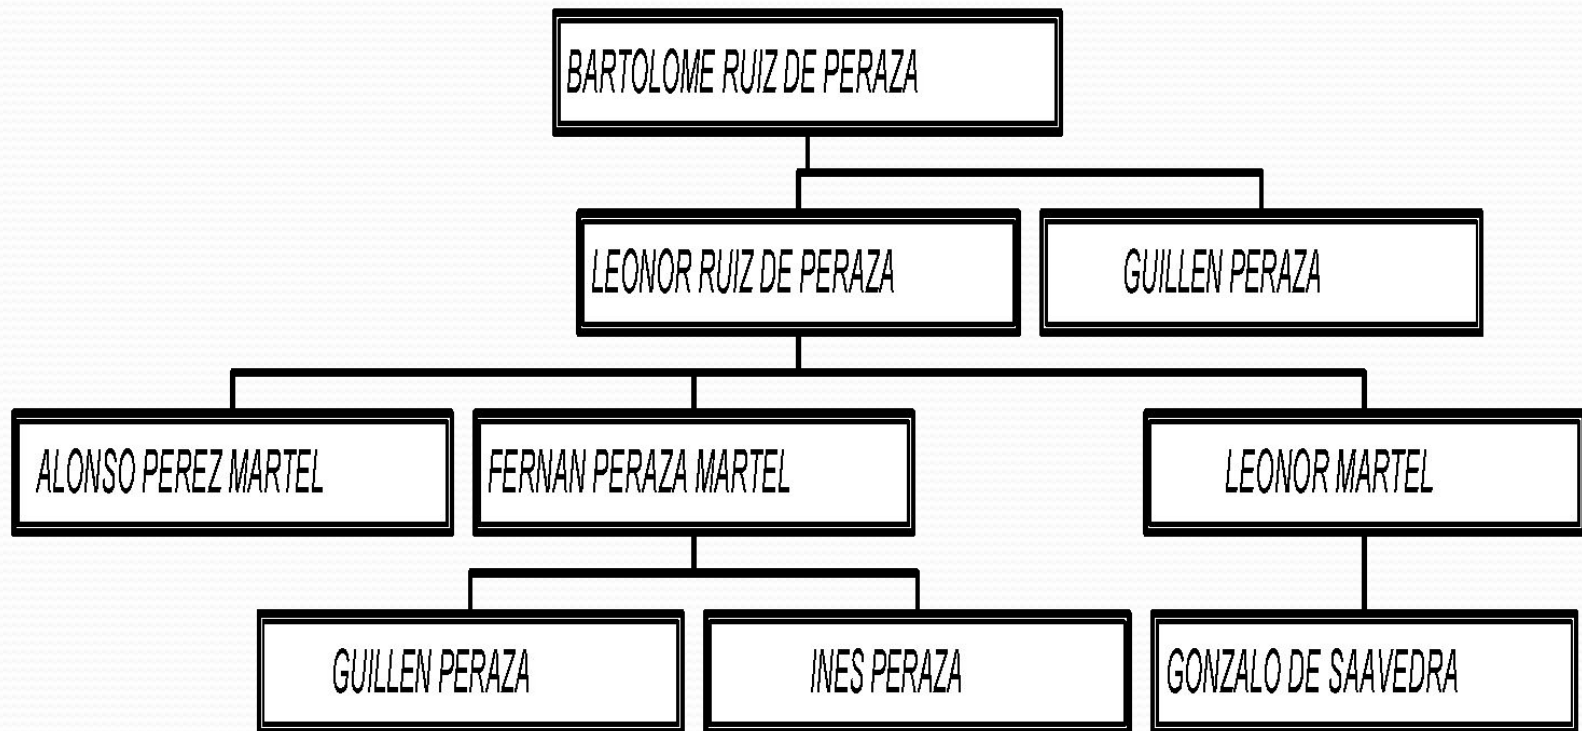 BARTOLOME RUIZ DE PERAZA
LEONOR RUIZ DE PERAZA
GUILLEN PERAZA
ALONSO PEREZ MARTEL
FERNAN PERAZA MARTEL
LEONOR MARTEL
GUILLEN PERAZA
INES PERAZA
GONZALO DE SAAVEDRA